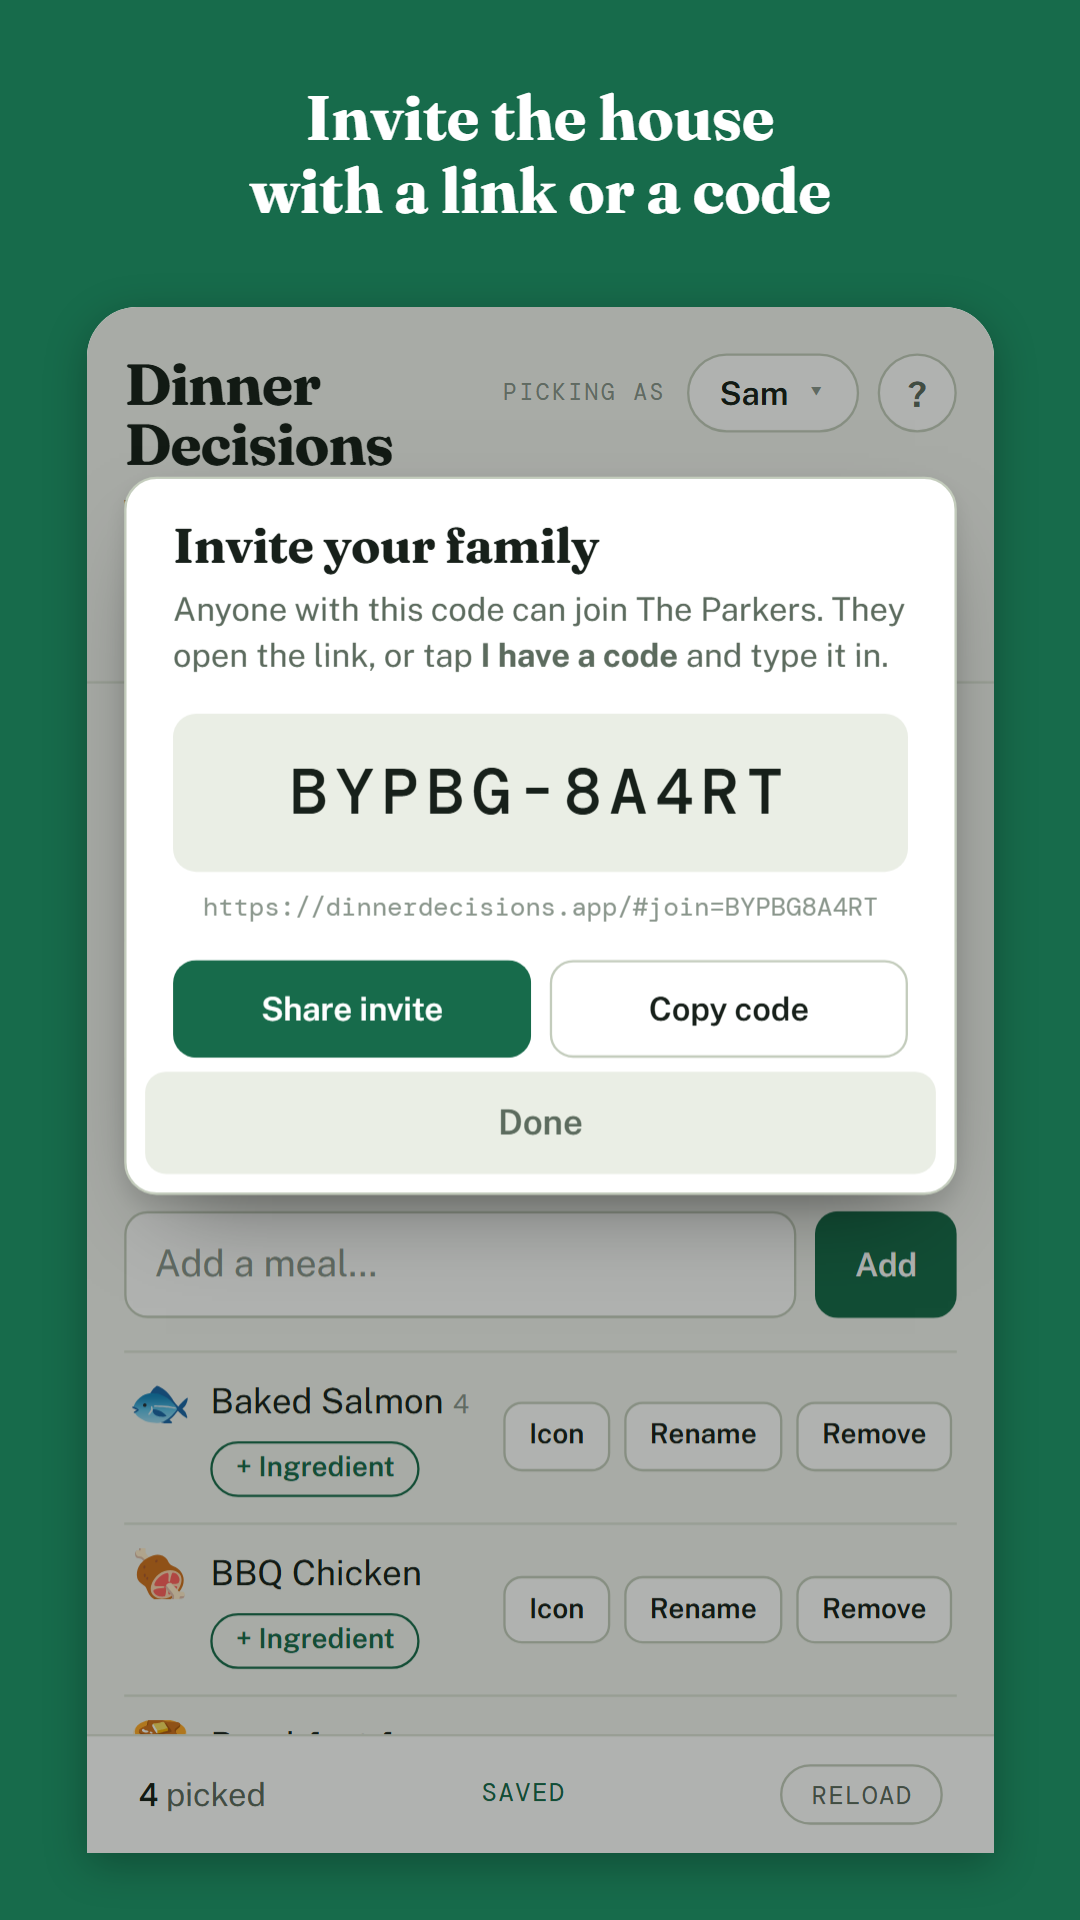 Invite the house
with a link or a code
Dinner
Decisions
PICKING AS
Sam ▼
?
Invite your family
Anyone with this code can join The Parkers. They
open the link, or tap I have a code and type it in.
BYPBG-8A4RT
https://dinnerdecisions.app/#join=BYPBG8A4RT
Share invite
Copy code
Done
Add a meal...
Add
Baked Salmon 4
+ Ingredient
Icon
Rename
Remove
BBQ Chicken
+ Ingredient
Icon
Rename
Remove
4 picked
SAVED
RELOAD